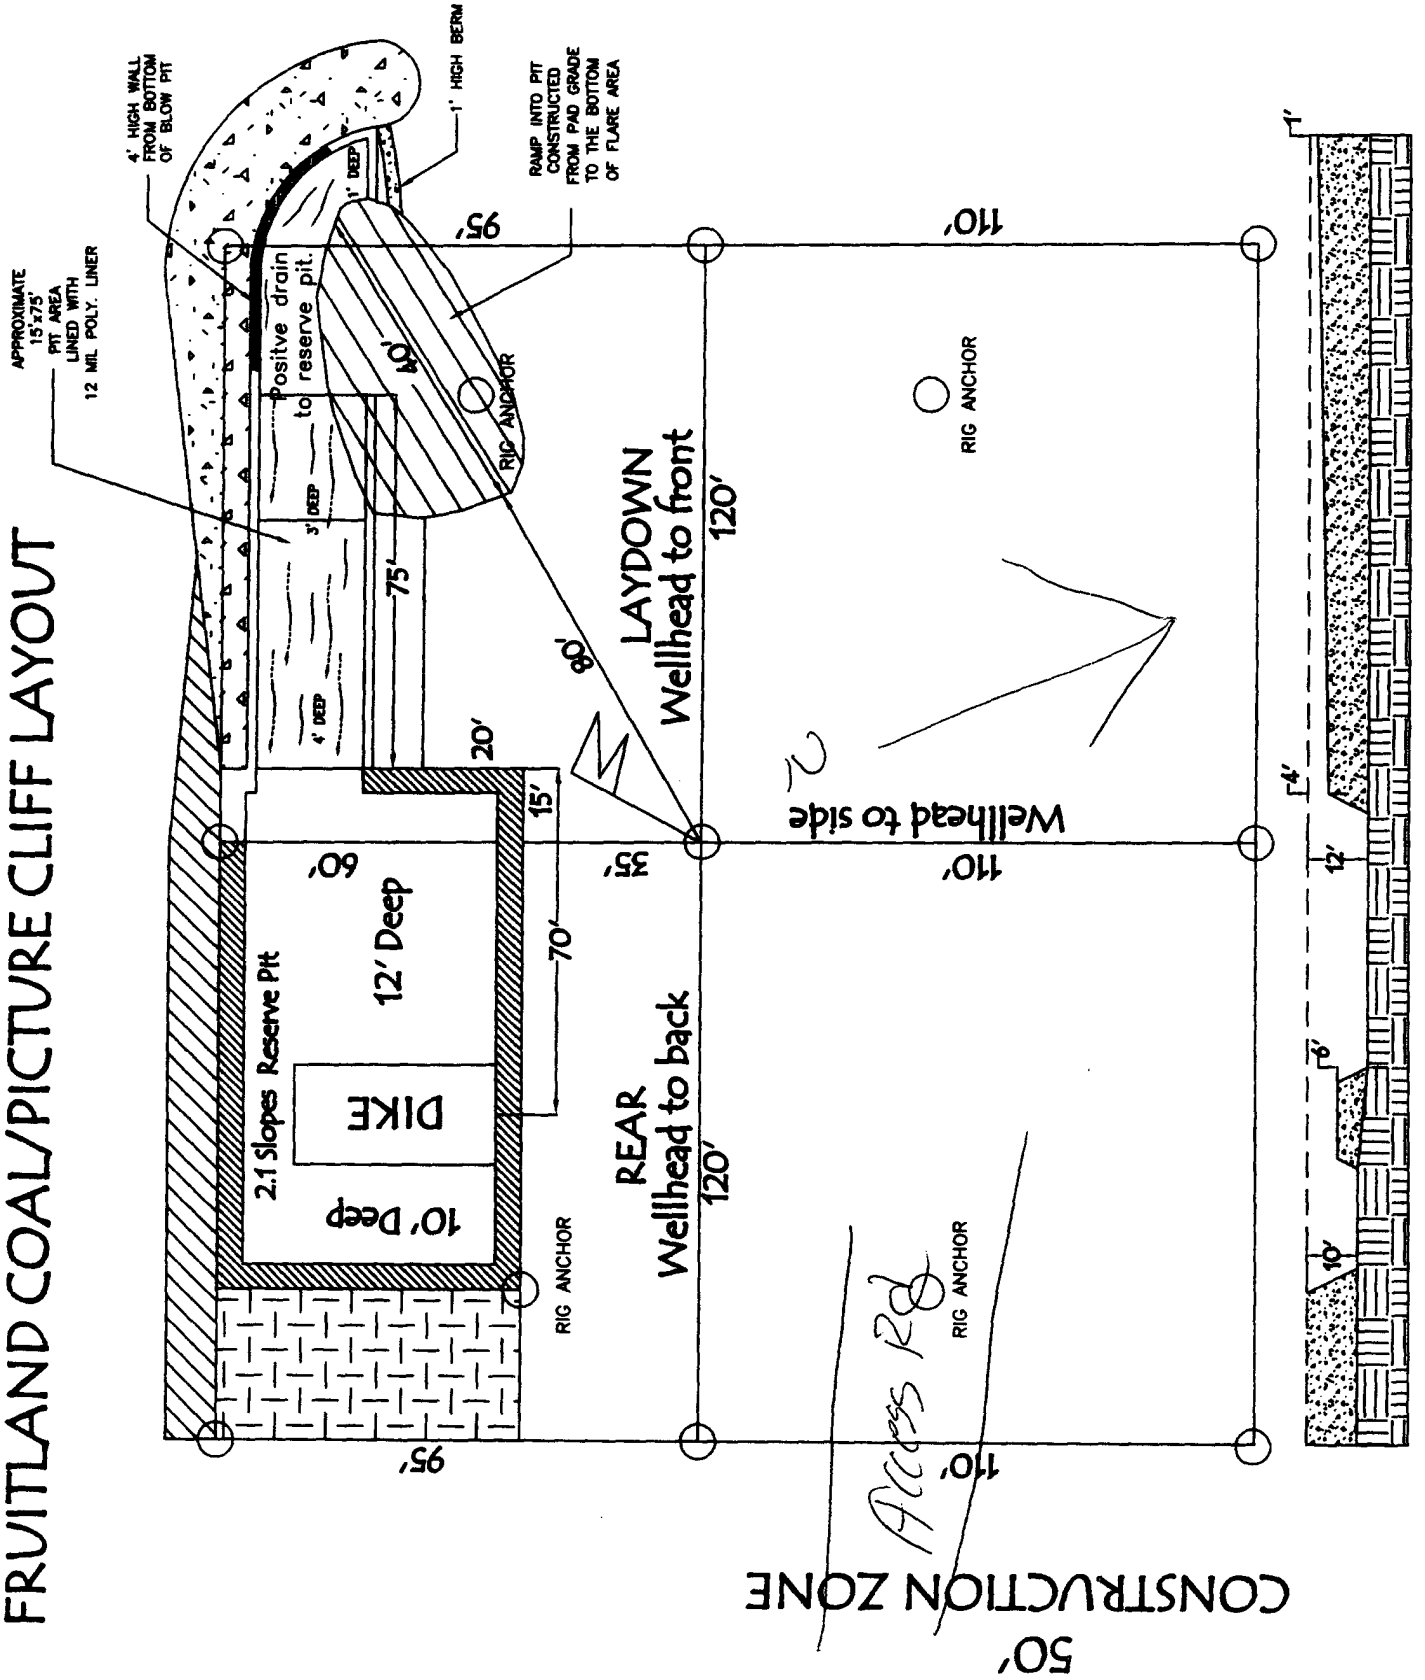 FRUITLAND COAL/PICTURE CLIFF LAYOUT
APPROXIMATE
15'x75'
PIT AREA
LINED WITH
12 MIL POLY. LINER
4' HIGH WALL
FROM BOTTOM
OF BLOW PIT
1' HIGH BERM
RAMP INTO PIT
CONSTRUCTED
FROM PAD GRADE
TO THE BOTTOM
OF FLARE AREA
1' DEEP
Positve drain
to reserve pit.
3' DEEP
4' DEEP
95'
40'
RIG ANCHOR
75'
80'
20'
15'
60'
35'
70'
2.1 Slopes Reserve Pit
12' Deep
DIKE
10' Deep
RIG ANCHOR
95'
LAYDOWN
Wellhead to front
120'
REAR
Wellhead to back
120'
Wellhead to side
110'
110'
110'
RIG ANCHOR
RIG ANCHOR
Access Rd
CONSTRUCTION ZONE
50'
1'
4'
12'
6'
10'